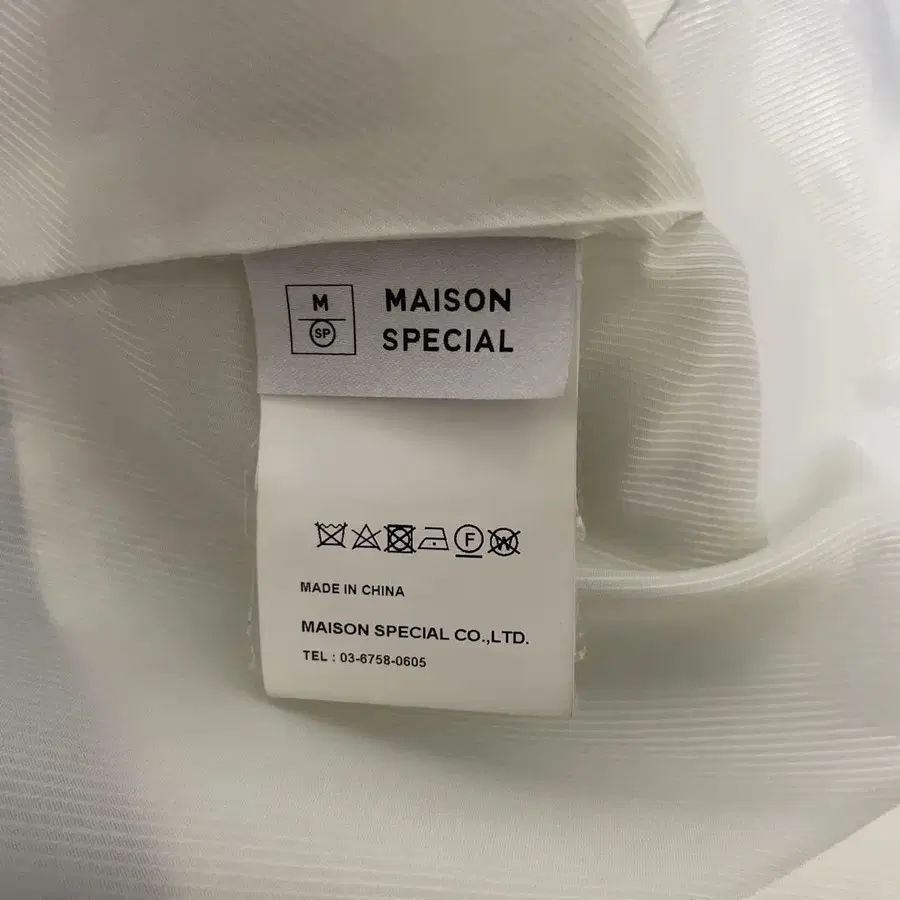 M
SP
MAISON
SPECIAL
F
W
MADE IN CHINA
MAISON SPECIAL CO.,LTD.
TEL : 03-6758-0605